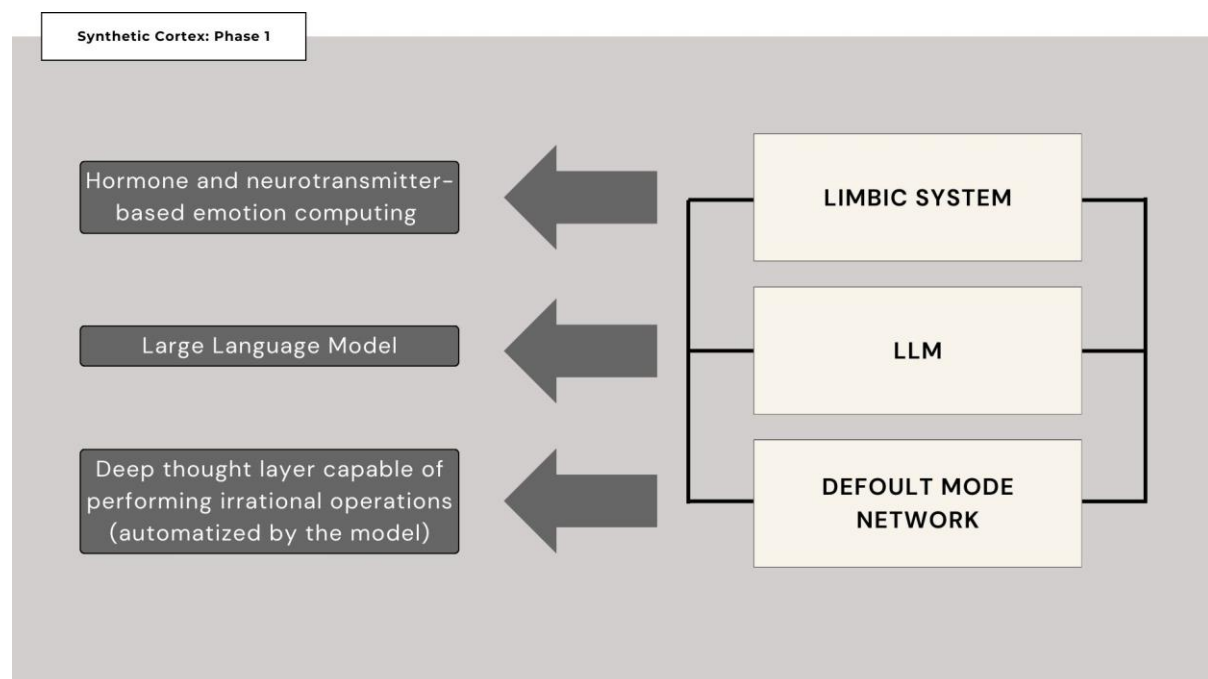 Synthetic Cortex: Phase 1
Hormone and neurotransmitter-
based emotion computing
LIMBIC SYSTEM
Large Language Model
LLM
Deep thought layer capable of
performing irrational operations
(automatized by the model)
DEFOULT MODE
NETWORK